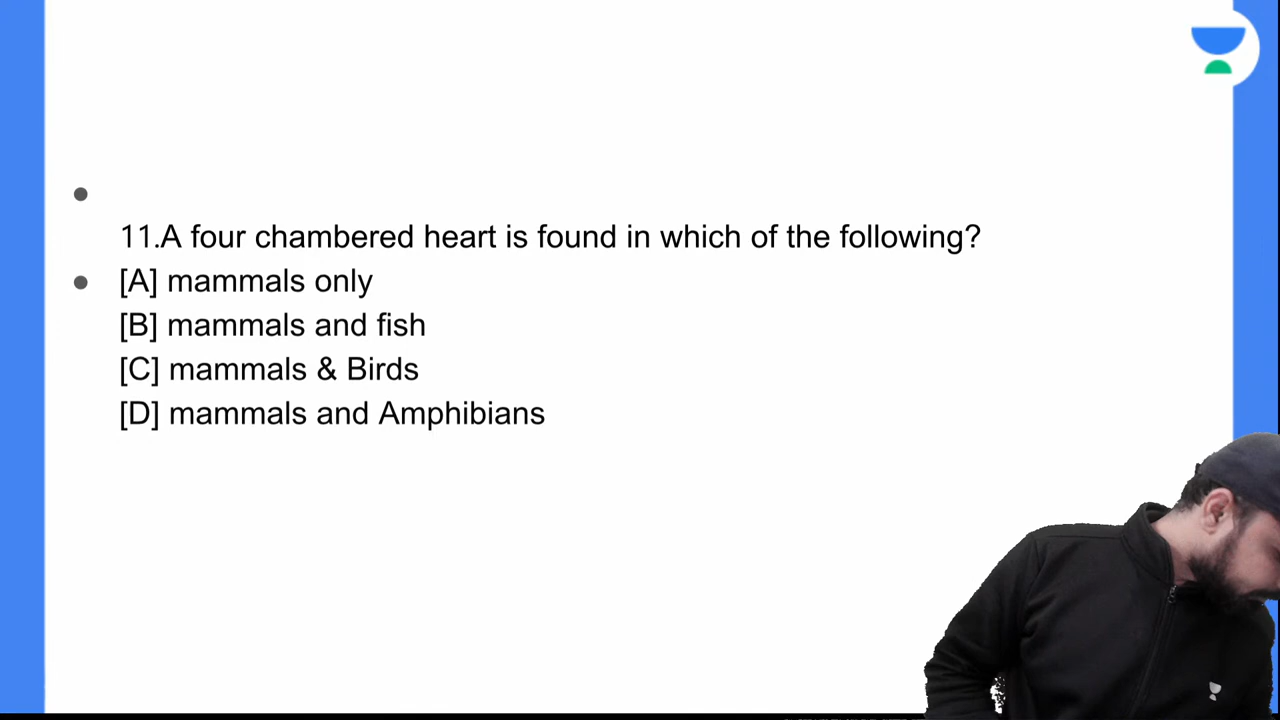 11.A four chambered heart is found in which of the following?
[A] mammals only
[B] mammals and fish
[C] mammals & Birds
[D] mammals and Amphibians